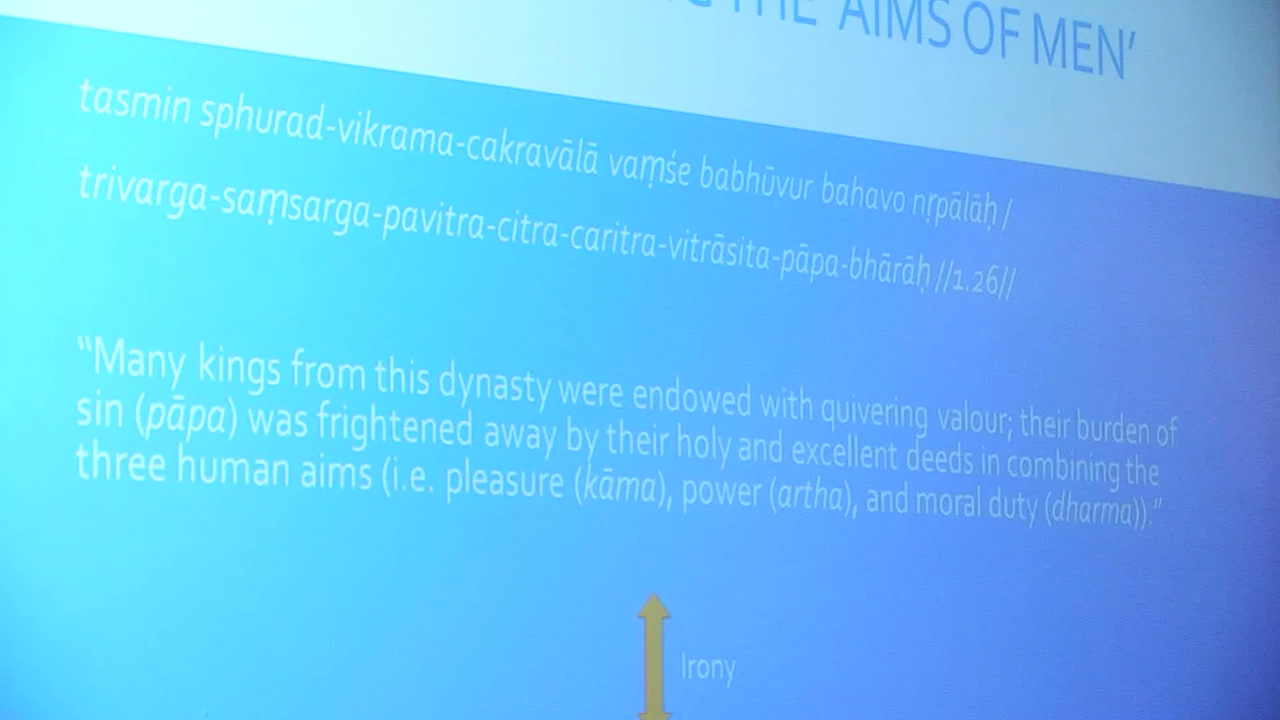 THE 'AIMS OF MEN'
tasmin sphurad-vikrama-cakravālā vaṃśe babhūvur bahavo nṛpālāḥ /
trivarga-saṃsarga-pavitra-citra-caritra-vitrāsita-pāpa-bhārāḥ //1.26//
“Many kings from this dynasty were endowed with quivering valour; their burden of
sin (pāpa) was frightened away by their holy and excellent deeds in combining the
three human aims (i.e. pleasure (kāma), power (artha), and moral duty (dharma)).”
Irony